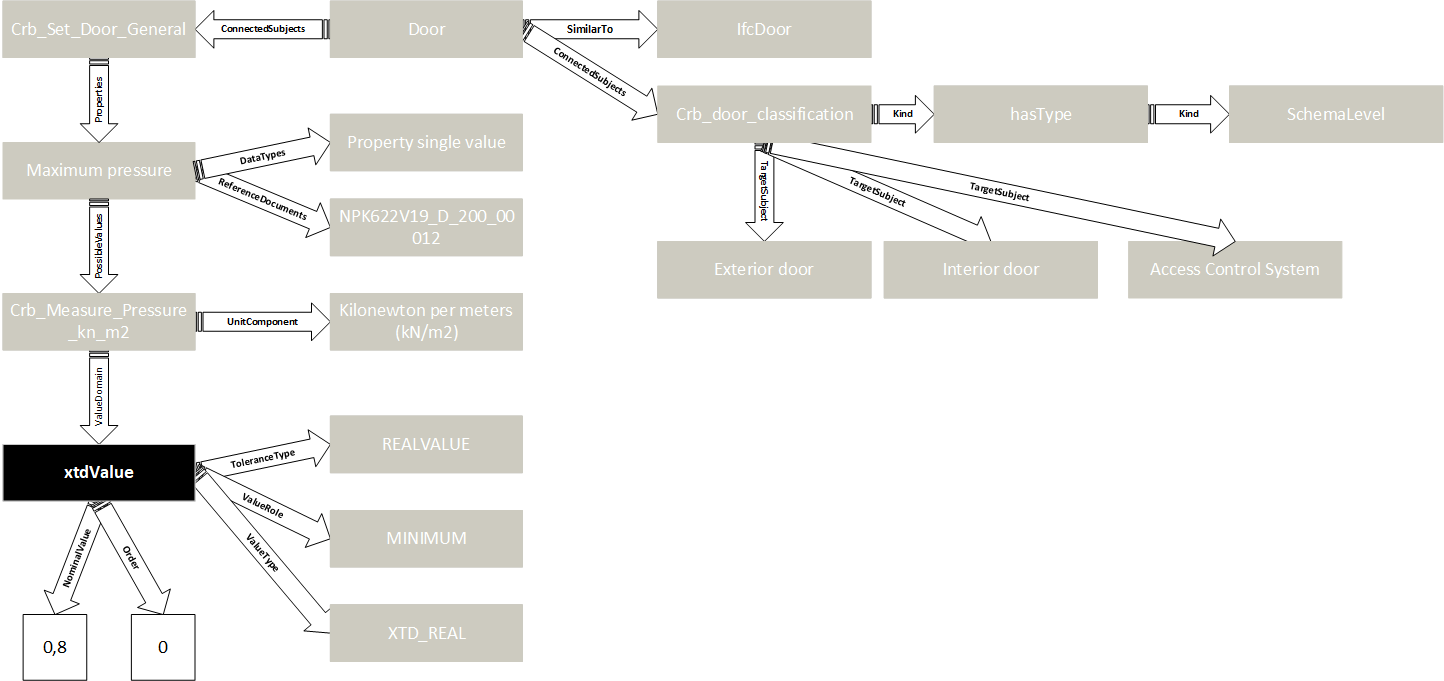 Crb_Set_Door_General
ConnectedSubjects
Door
SimilarTo
IfcDoor
ConnectedSubjects
Properties
Crb_door_classification
Kind
hasType
Kind
SchemaLevel
Maximum pressure
DataTypes
Property single value
ReferenceDocuments
NPK622V19_D_200_00
012
TargetSubject
TargetSubject
TargetSubject
PossibleValues
Exterior door
Interior door
Access Control System
Crb_Measure_Pressure
_kn_m2
UnitComponent
Kilonewton per meters
(kN/m2)
ValueDomain
xtdValue
ToleranceType
REALVALUE
ValueRole
MINIMUM
ValueType
XTD_REAL
NominalValue
Order
0,8
0